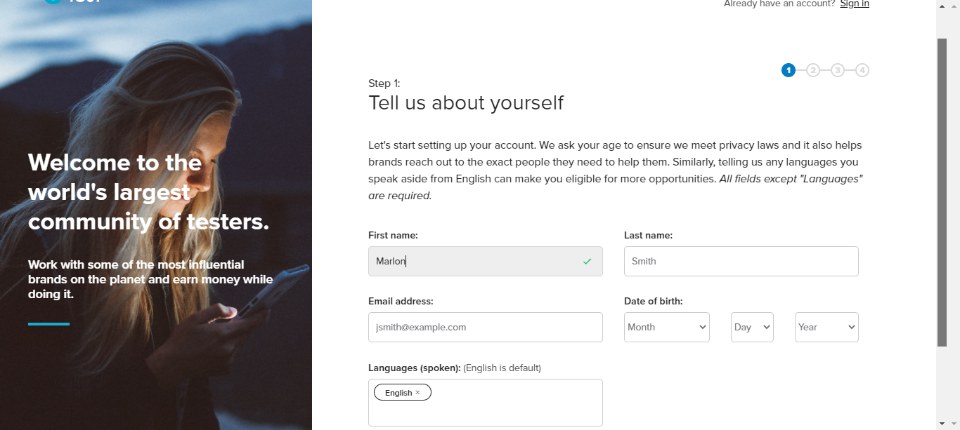 Already have an account? Sign in
1 2 3 4
Step 1:
Tell us about yourself
Let's start setting up your account. We ask your age to ensure we meet privacy laws and it also helps
brands reach out to the exact people they need to help them. Similarly, telling us any languages you
speak aside from English can make you eligible for more opportunities. All fields except "Languages"
are required.
Welcome to the
world's largest
community of testers.
Work with some of the most influential
brands on the planet and earn money while
doing it.
First name:
Last name:
Marlon
Smith
Email address:
Date of birth:
jsmith@example.com
Month
Day
Year
Languages (spoken): (English is default)
English ×